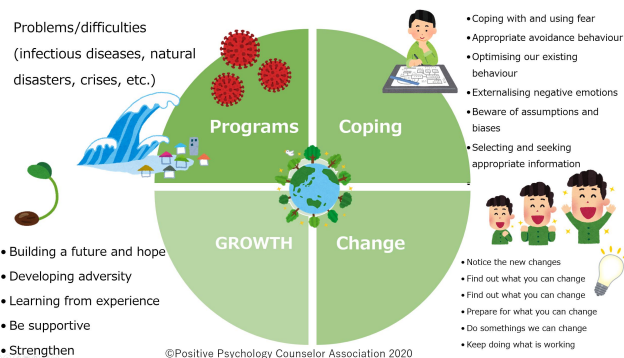 Problems/difficulties
(infectious diseases, natural
disasters, crises, etc.)
Programs
Coping
• Coping with and using fear
• Appropriate avoidance behaviour
• Optimising our existing
behaviour
• Externalising negative emotions
• Beware of assumptions and
biases
• Selecting and seeking
appropriate information
GROWTH
Change
• Building a future and hope
• Developing adversity
• Learning from experience
• Be supportive
• Strengthen
• Notice the new changes
• Find out what you can change
• Find out what you can change
• Prepare for what you can change
• Do somethings we can change
• Keep doing what is working
©Positive Psychology Counselor Association 2020